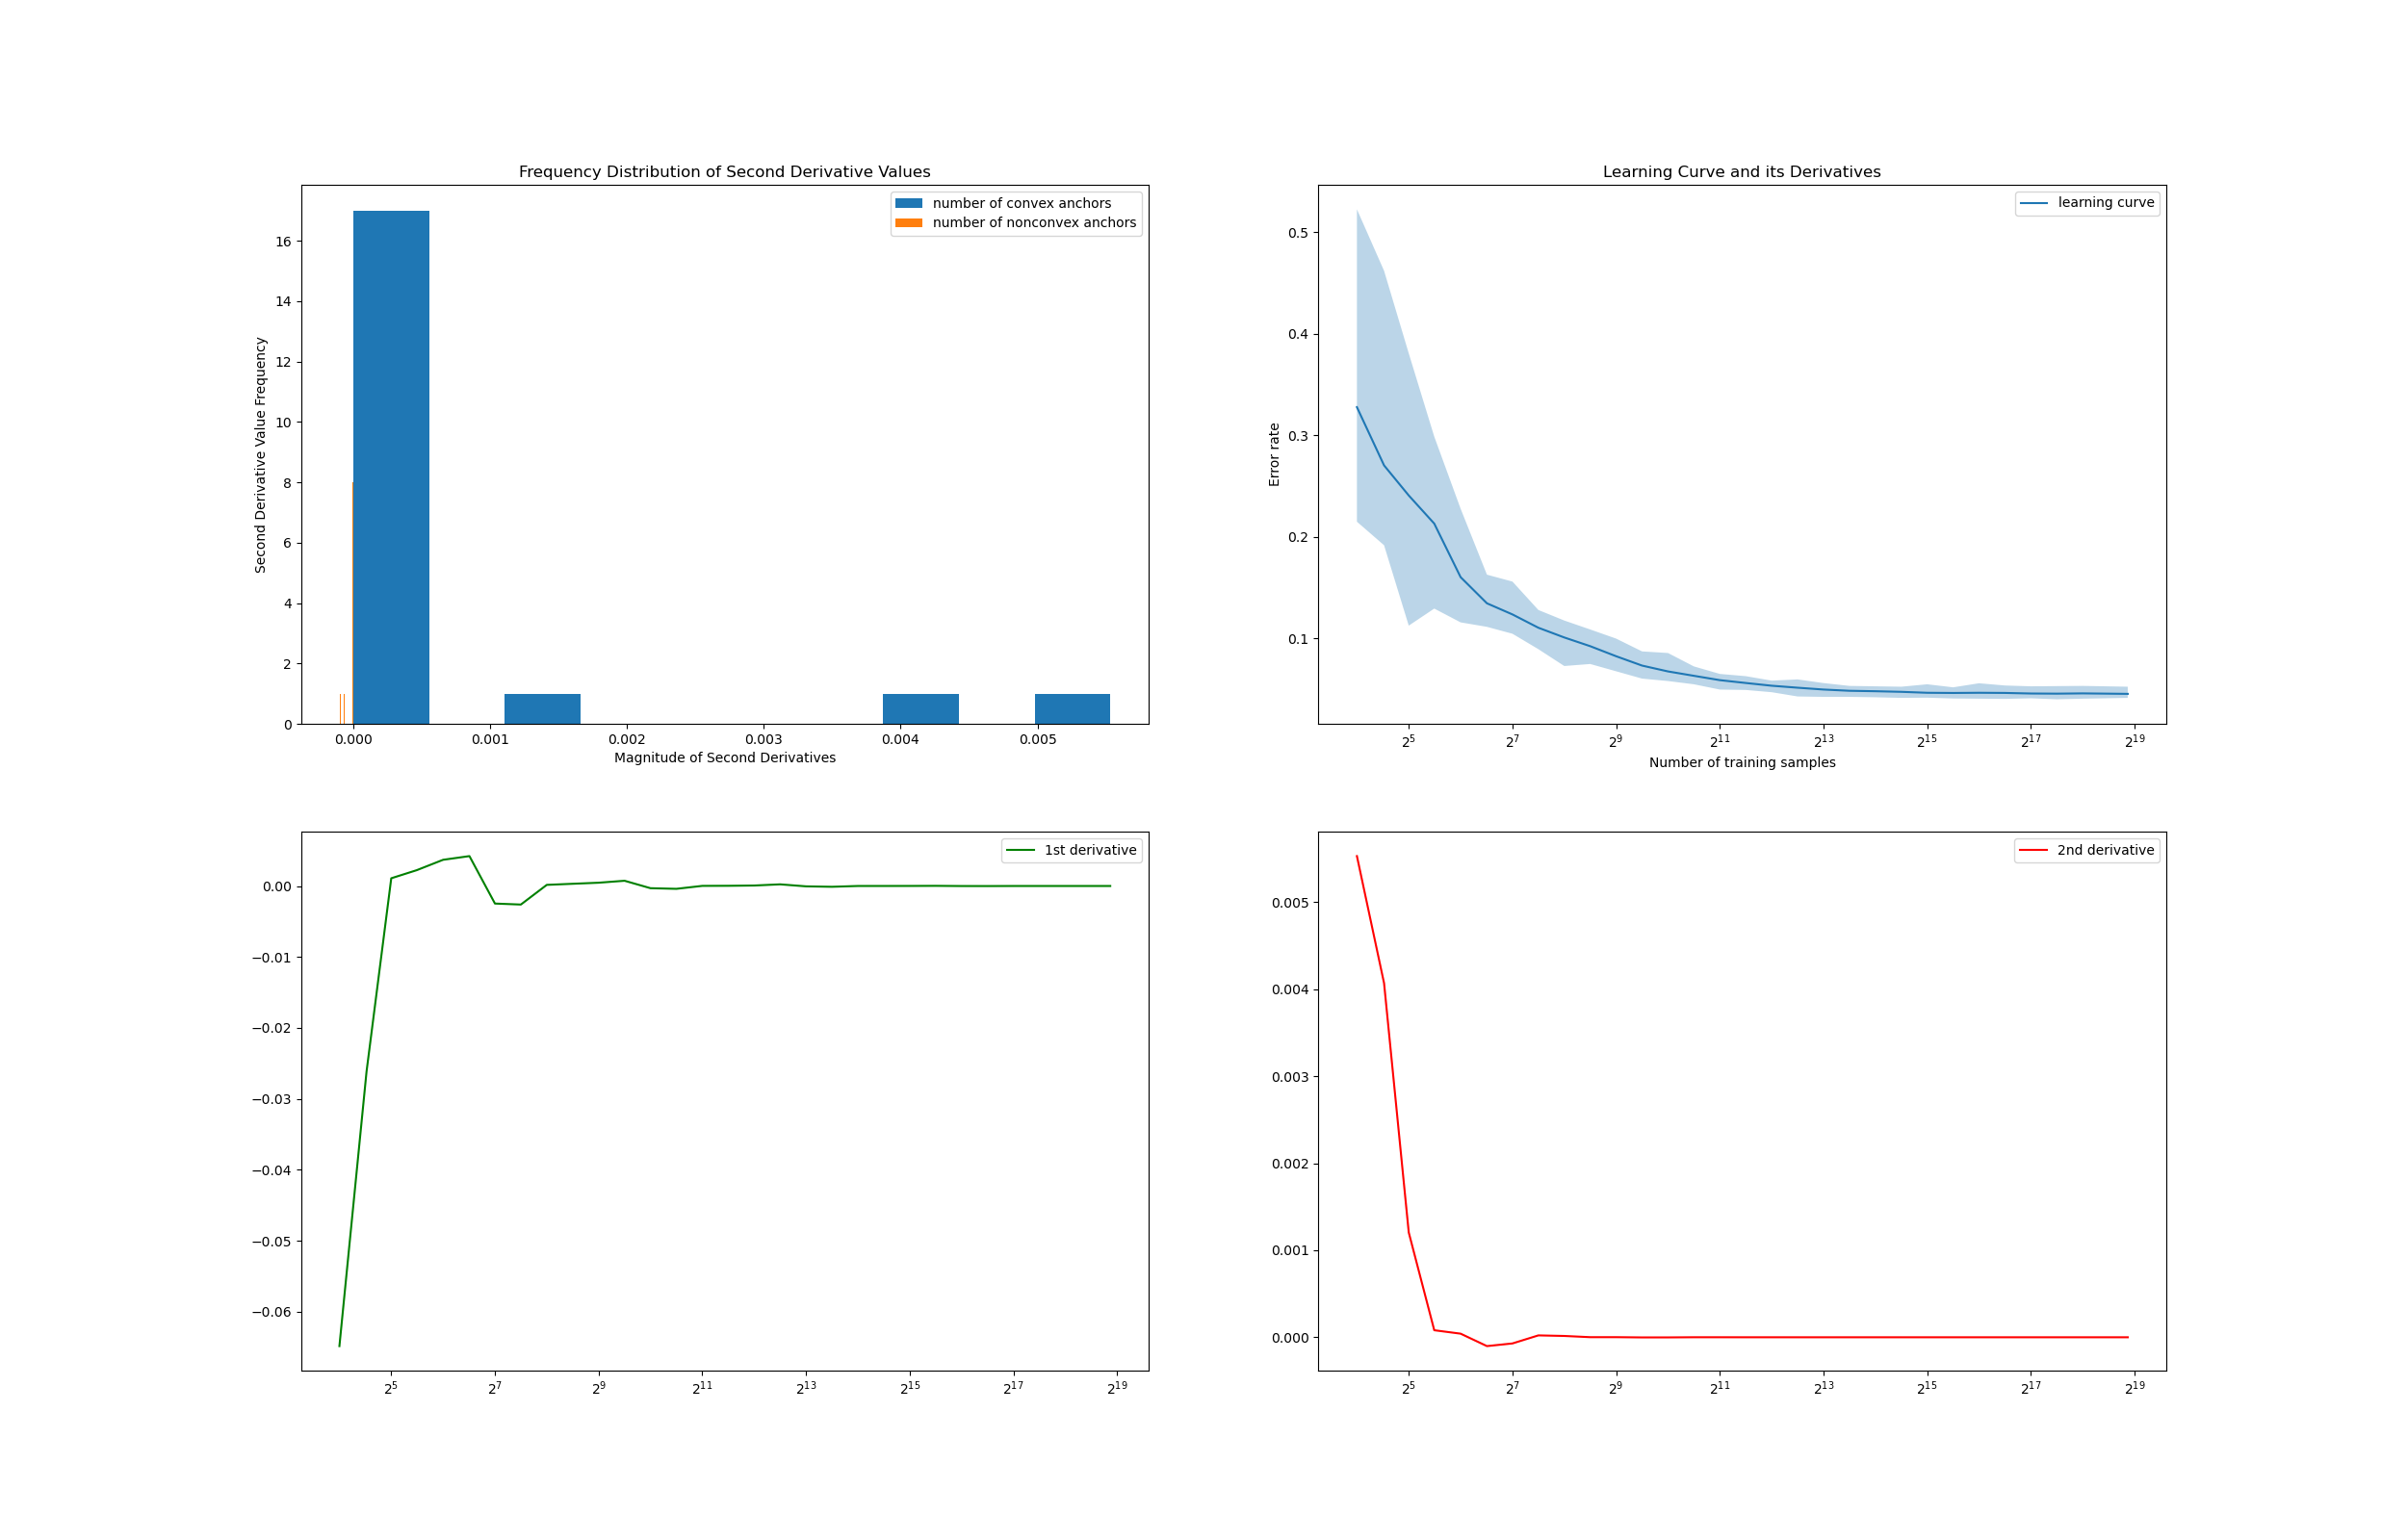 Frequency Distribution of Second Derivative Values
number of convex anchors
number of nonconvex anchors
Second Derivative Value Frequency
16
14
12
10
8
6
4
2
0
0.000 0.001 0.002 0.003 0.004 0.005
Magnitude of Second Derivatives
Learning Curve and its Derivatives
learning curve
Error rate
0.5
0.4
0.3
0.2
0.1
2^5 2^7 2^9 2^11 2^13 2^15 2^17 2^19
Number of training samples
1st derivative
0.00
−0.01
−0.02
−0.03
−0.04
−0.05
−0.06
2^5 2^7 2^9 2^11 2^13 2^15 2^17 2^19
2nd derivative
0.005
0.004
0.003
0.002
0.001
0.000
2^5 2^7 2^9 2^11 2^13 2^15 2^17 2^19